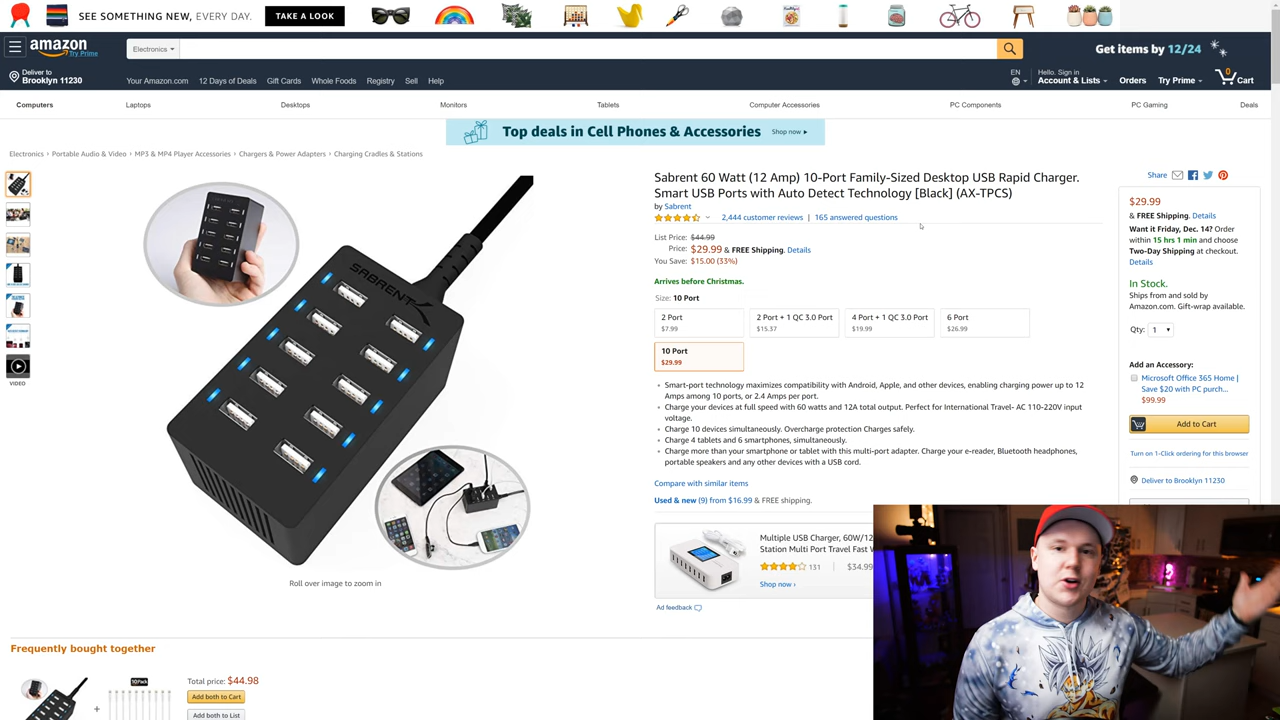 SEE SOMETHING NEW, EVERY DAY. TAKE A LOOK
amazon
Try Prime
Electronics
Get items by 12/24
Deliver to
Brooklyn 11230
Your Amazon.com 12 Days of Deals Gift Cards Whole Foods Registry Sell Help
EN
Hello. Sign in
Account & Lists
Orders
Try Prime
0
Cart
Computers Laptops Desktops Monitors Tablets Computer Accessories PC Components PC Gaming Deals
Top deals in Cell Phones & Accessories Shop now
Electronics › Portable Audio & Video › MP3 & MP4 Player Accessories › Chargers & Power Adapters › Charging Cradles & Stations
VIDEO
SABRENT
Roll over image to zoom in
Sabrent 60 Watt (12 Amp) 10-Port Family-Sized Desktop USB Rapid Charger.
Smart USB Ports with Auto Detect Technology [Black] (AX-TPCS)
by Sabrent
2,444 customer reviews | 165 answered questions
List Price: $44.99
Price: $29.99 & FREE Shipping. Details
You Save: $15.00 (33%)
Arrives before Christmas.
Size: 10 Port
2 Port
$7.99
2 Port + 1 QC 3.0 Port
$15.37
4 Port + 1 QC 3.0 Port
$19.99
6 Port
$26.99
10 Port
$29.99
• Smart-port technology maximizes compatibility with Android, Apple, and other devices, enabling charging power up to 12
Amps among 10 ports, or 2.4 Amps per port.
• Charge your devices at full speed with 60 watts and 12A total output. Perfect for International Travel- AC 110-220V input
voltage.
• Charge 10 devices simultaneously. Overcharge protection Charges safely.
• Charge 4 tablets and 6 smartphones, simultaneously.
• Charge more than your smartphone or tablet with this multi-port adapter. Charge your e-reader, Bluetooth headphones,
portable speakers and any other devices with a USB cord.
Compare with similar items
Used & new (9) from $16.99 & FREE shipping.
Multiple USB Charger, 60W/12
Station Multi Port Travel Fast W
131 | $34.99
Shop now ›
Ad feedback
Share
$29.99
& FREE Shipping. Details
Want it Friday, Dec. 14? Order
within 15 hrs 1 min and choose
Two-Day Shipping at checkout.
Details
In Stock.
Ships from and sold by
Amazon.com. Gift-wrap available.
Qty: 1
Add an Accessory:
Microsoft Office 365 Home |
Save $20 with PC purch...
$99.99
Add to Cart
Turn on 1-Click ordering for this browser
Deliver to Brooklyn 11230
Frequently bought together
10 Pack
+
Total price: $44.98
Add both to Cart
Add both to List